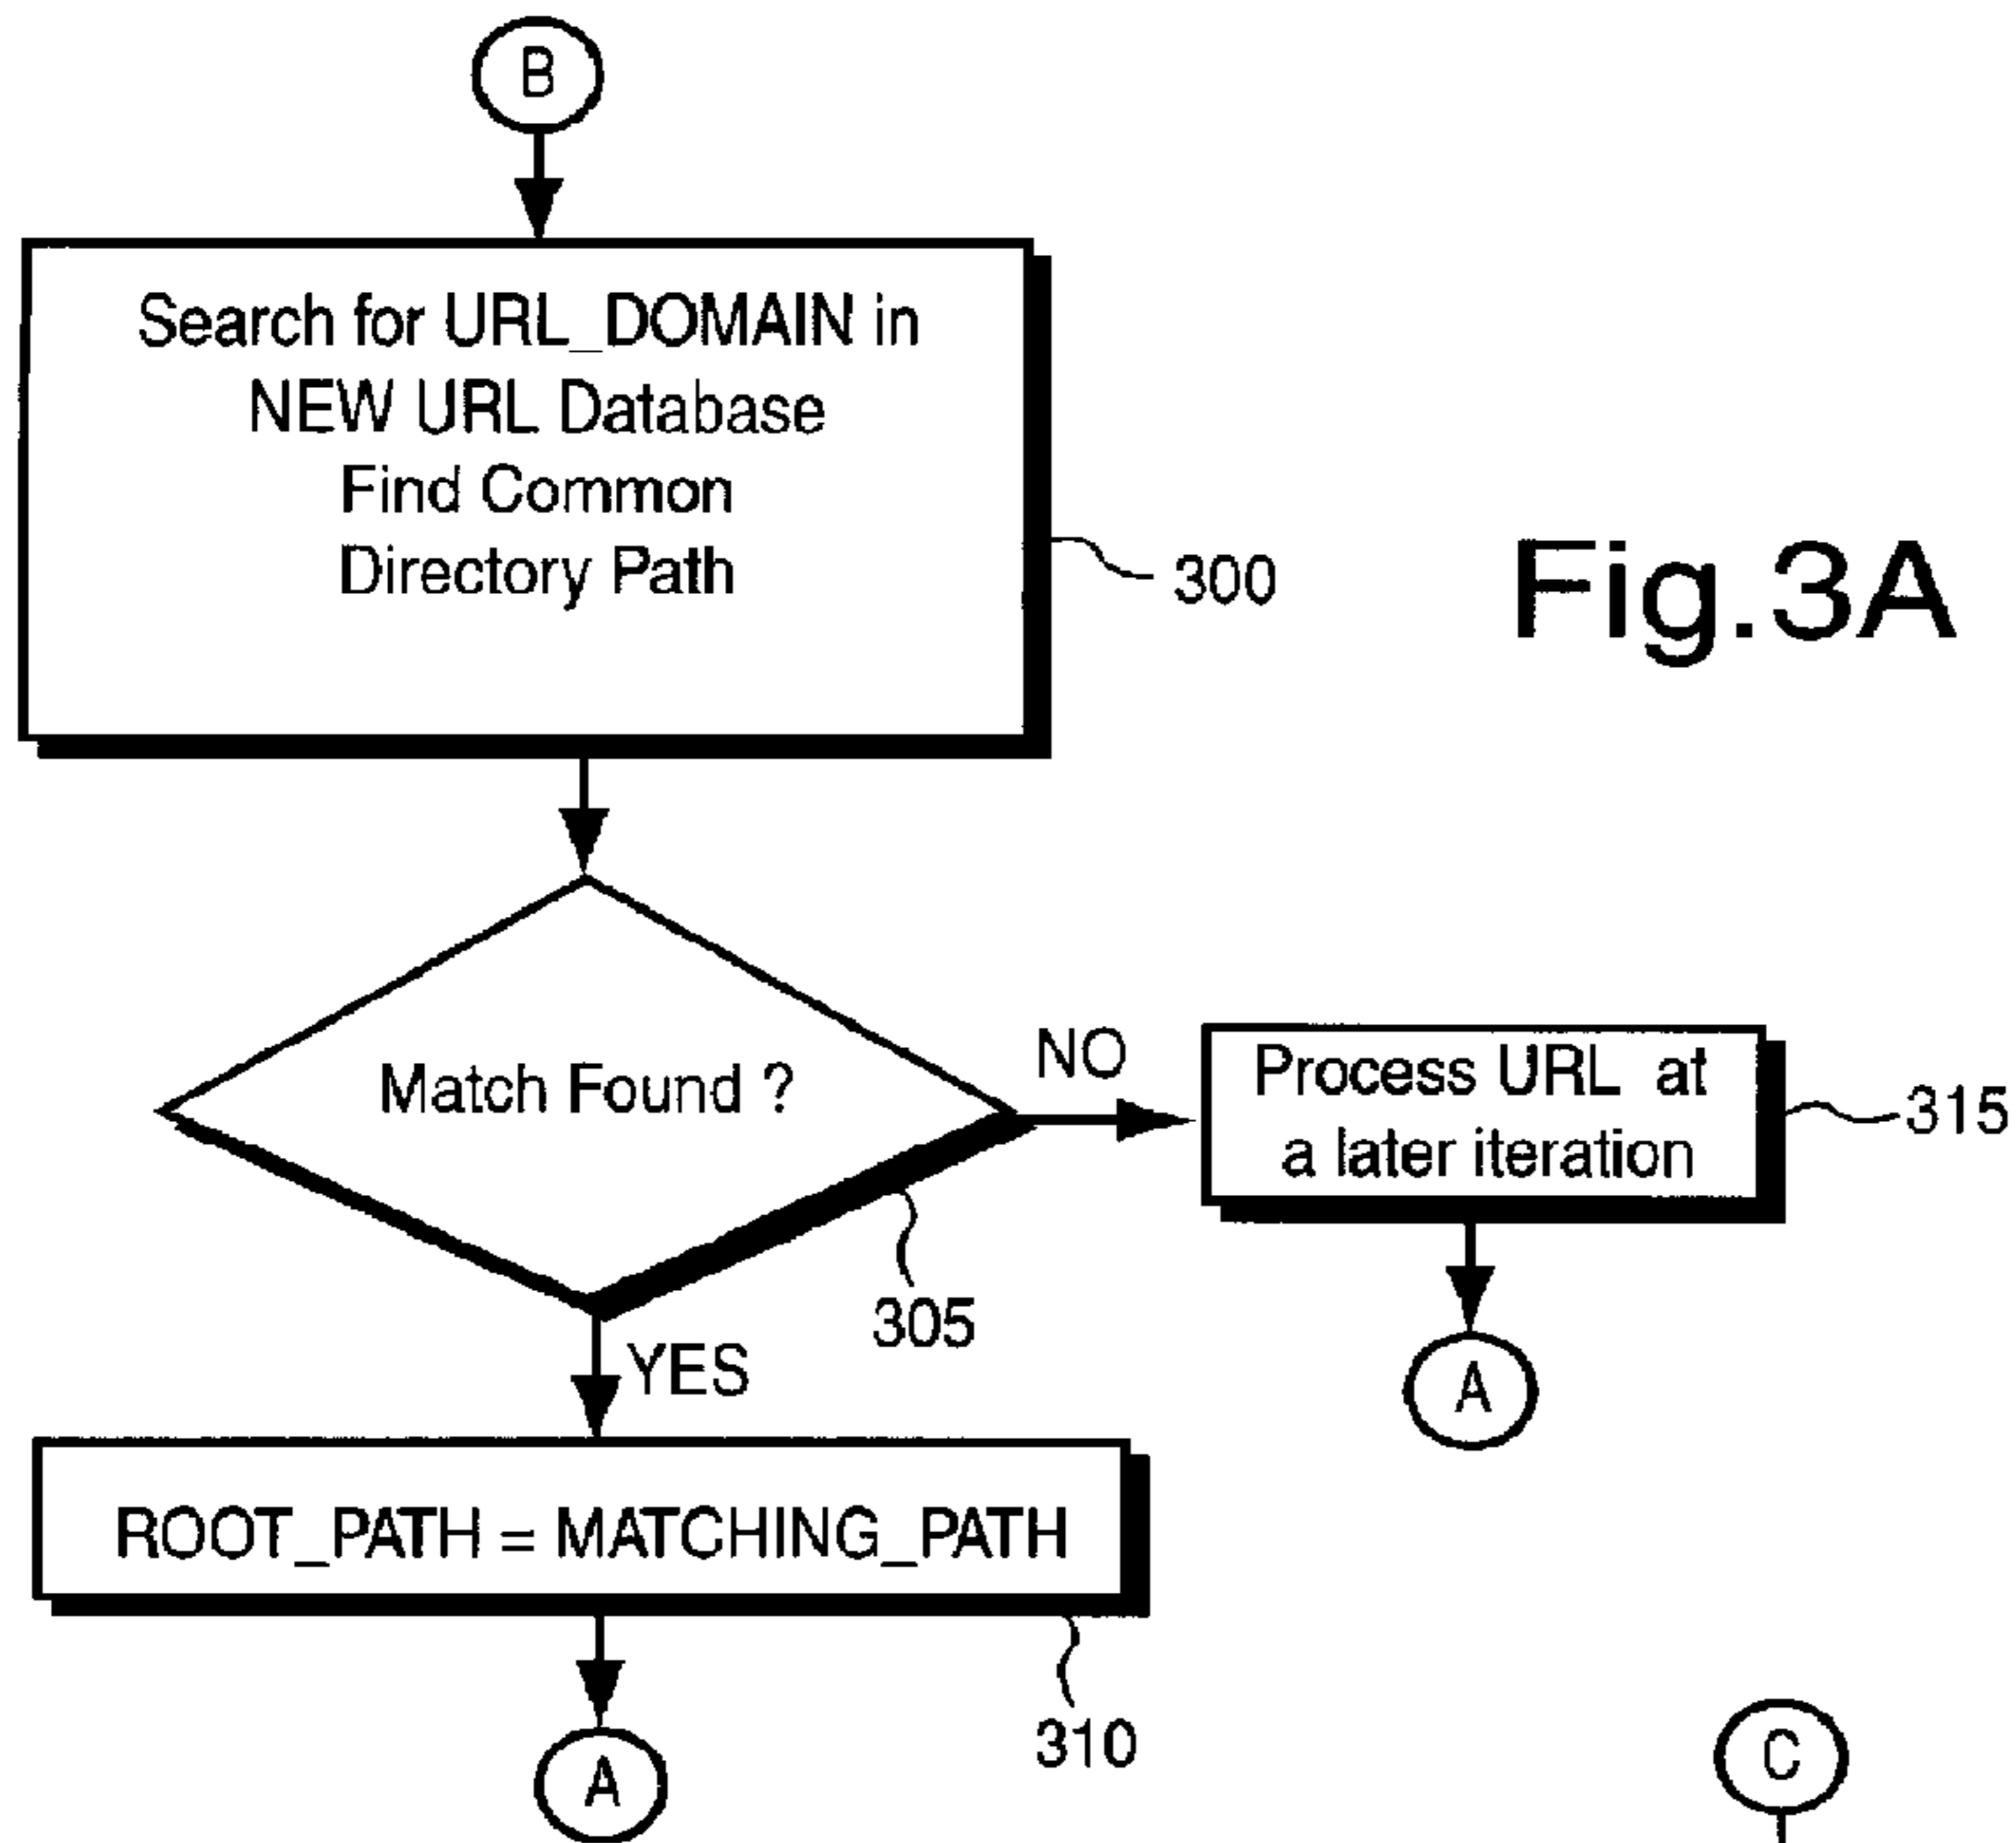 B
Search for URL_DOMAIN in
NEW URL Database
Find Common
Directory Path
300
Fig.3A
Match Found ?
NO
Process URL at
a later iteration
315
305
YES
A
ROOT_PATH = MATCHING_PATH
310
A
C